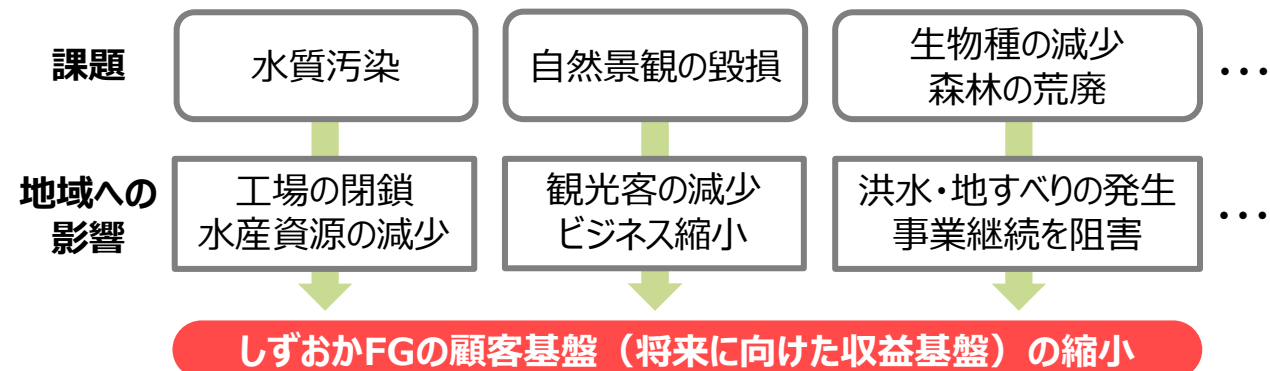 課題
水質汚染
自然景観の毀損
生物種の減少
森林の荒廃
・・・
地域への
影響
工場の閉鎖
水産資源の減少
観光客の減少
ビジネス縮小
洪水・地すべりの発生
事業継続を阻害
・・・
しずおかFGの顧客基盤（将来に向けた収益基盤）の縮小